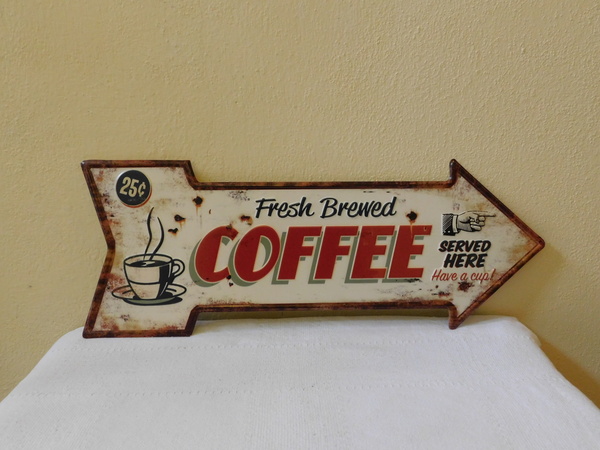 25¢
Fresh Brewed
COFFEE
SERVED
HERE
Have a cup!